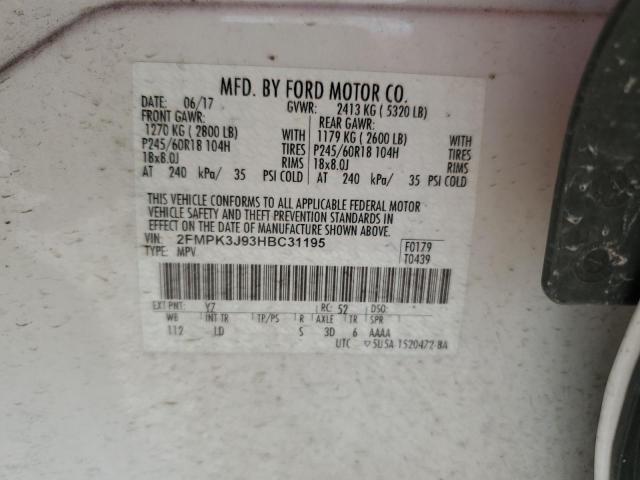 MFD. BY FORD MOTOR CO.
DATE: 06/17 GVWR: 2413 KG ( 5320 LB)
FRONT GAWR: REAR GAWR:
1270 KG ( 2800 LB) WITH 1179 KG ( 2600 LB) WITH
P245/60R18 104H TIRES P245/60R18 104H TIRES
18x8.0J RIMS 18x8.0J RIMS
AT 240 kPa/ 35 PSI COLD AT 240 kPa/ 35 PSI COLD
THIS VEHICLE CONFORMS TO ALL APPLICABLE FEDERAL MOTOR
VEHICLE SAFETY AND THEFT PREVENTION STANDARDS IN
EFFECT ON THE DATE OF MANUFACTURE SHOWN ABOVE.
VIN: 2FMPK3J93HBC31195 F0179
TYPE: MPV T0439
EXT PNT: YZ RC: 52 DSO:
WB INT TR TP/PS R AXLE TR SPR
112 LD S 3D 6 AAAA
UTC ▽5U5A 1520472 BA